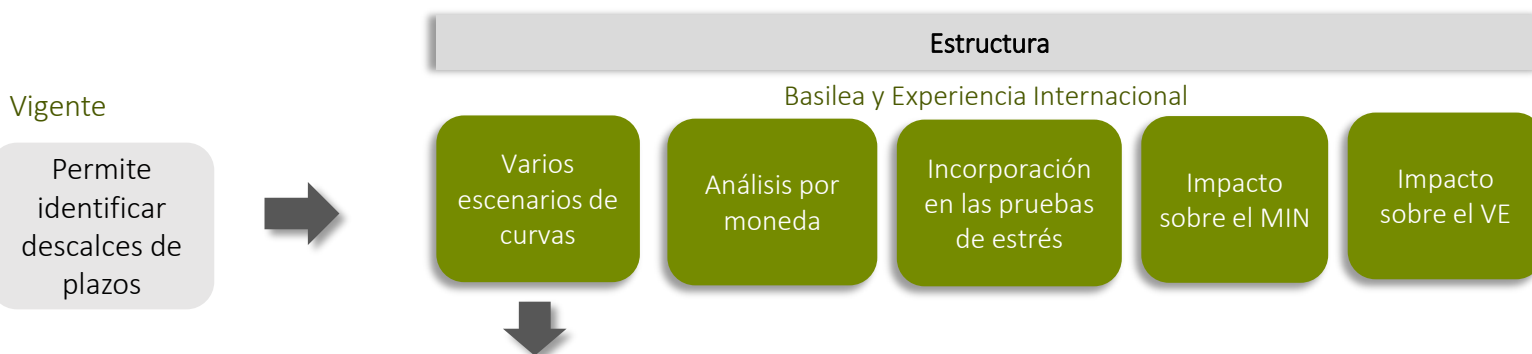 Estructura
Basilea y Experiencia Internacional
Vigente
Permite
identificar
descalces de
plazos
Varios
escenarios de
curvas
Análisis por
moneda
Incorporación
en las pruebas
de estrés
Impacto
sobre el MIN
Impacto
sobre el VE